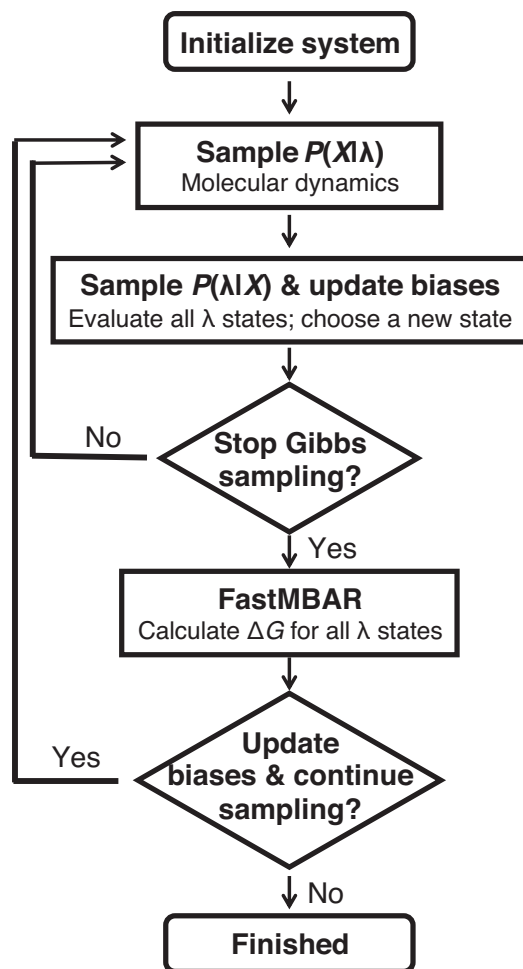 Initialize system
Sample P(X|λ)
Molecular dynamics
Sample P(λ|X) & update biases
Evaluate all λ states; choose a new state
No
Stop Gibbs
sampling?
Yes
FastMBAR
Calculate ΔG for all λ states
Yes
Update
biases & continue
sampling?
No
Finished